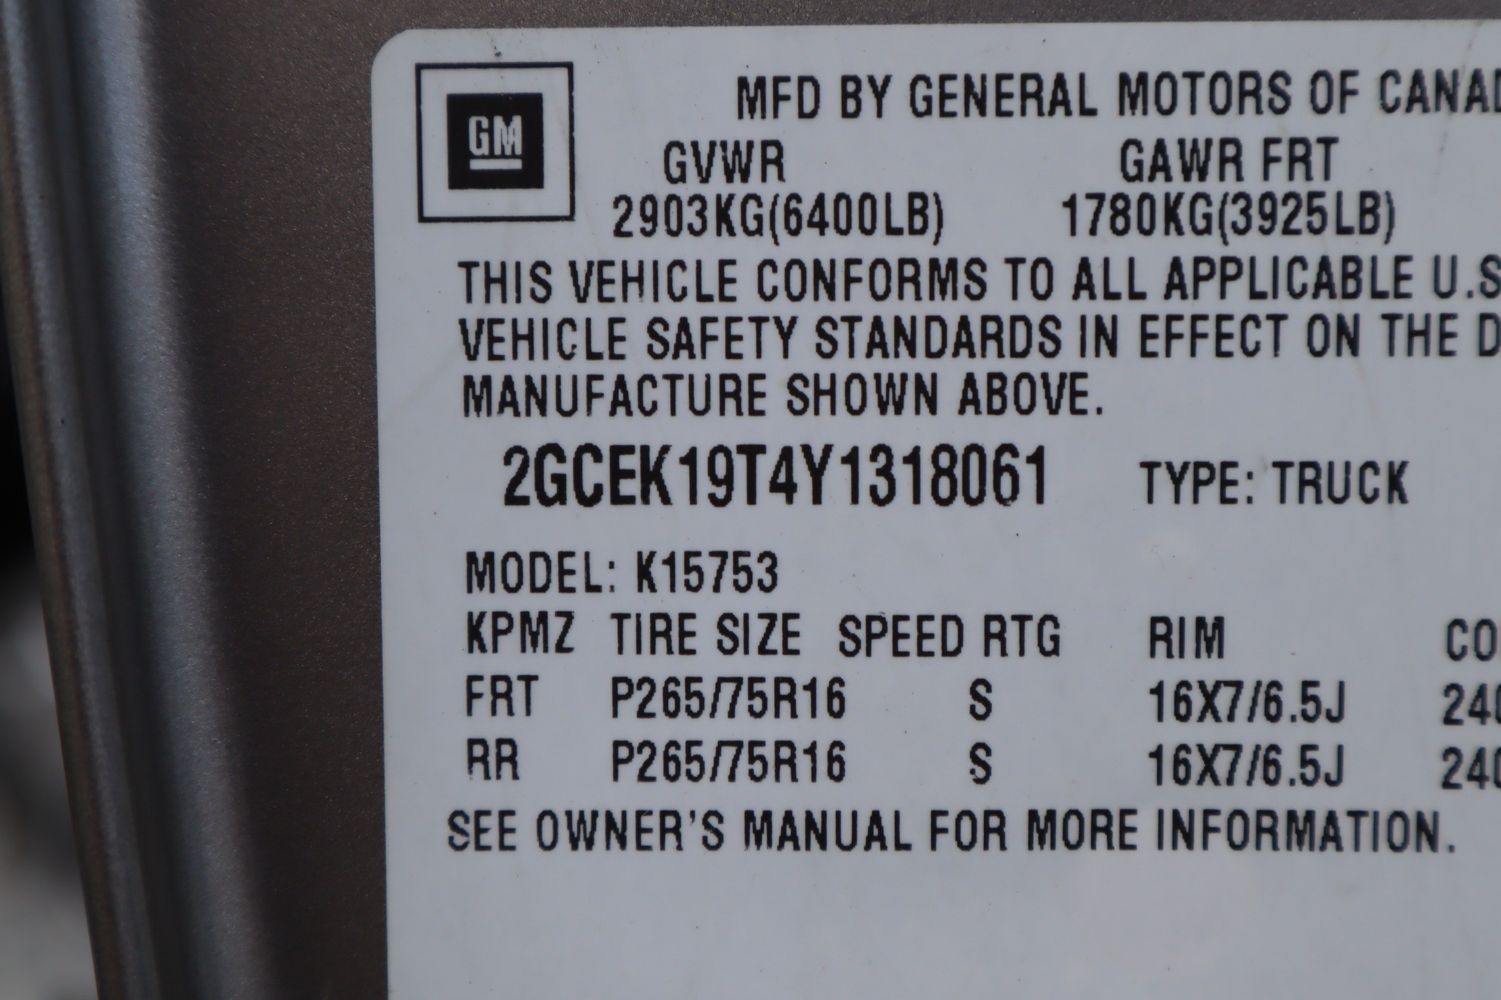 GM
MFD BY GENERAL MOTORS OF CANAD
GVWR GAWR FRT
2903KG(6400LB) 1780KG(3925LB)
THIS VEHICLE CONFORMS TO ALL APPLICABLE U.S
VEHICLE SAFETY STANDARDS IN EFFECT ON THE D
MANUFACTURE SHOWN ABOVE.
2GCEK19T4Y1318061 TYPE: TRUCK
MODEL: K15753
KPMZ TIRE SIZE SPEED RTG RIM CO
FRT P265/75R16 S 16X7/6.5J 240
RR P265/75R16 S 16X7/6.5J 240
SEE OWNER'S MANUAL FOR MORE INFORMATION.